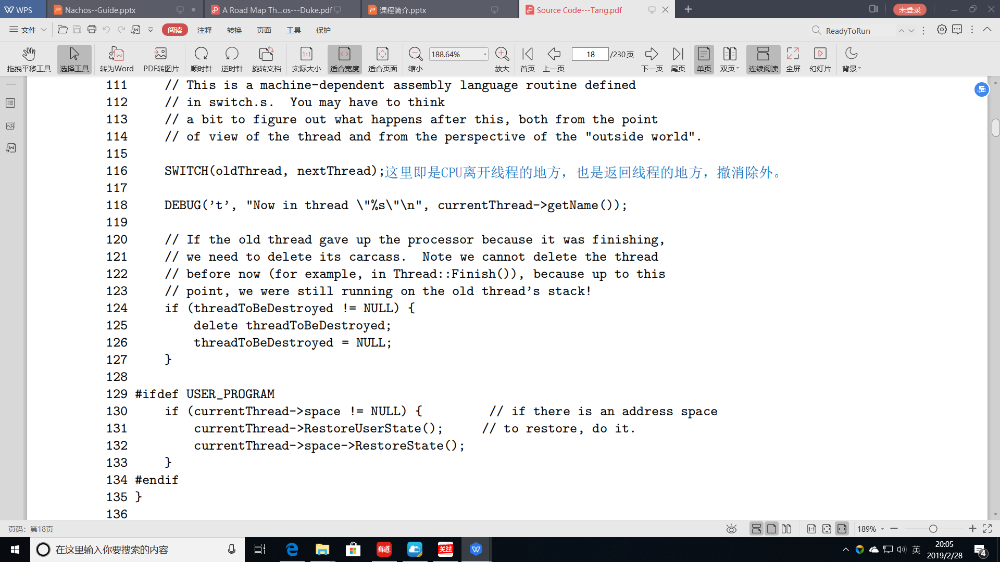 WPS Nachos--Guide.pptx A Road Map Th...os---Duke.pdf 课程简介.pptx Source Code---Tang.pdf 未登录
文件 阅读 注释 转换 页面 工具 保护 ReadyToRun
188.64% 18 /230页
拖拽平移工具 选择工具 转为Word PDF转图片 顺时针 逆时针 旋转文档 实际大小 适合宽度 适合页面 缩小 放大 首页 上一页 下一页 尾页 单页 双页 连续阅读 全屏 幻灯片 背景
111 // This is a machine-dependent assembly language routine defined
112 // in switch.s.  You may have to think
113 // a bit to figure out what happens after this, both from the point
114 // of view of the thread and from the perspective of the "outside world".
115
116 SWITCH(oldThread, nextThread);这里即是CPU离开线程的地方，也是返回线程的地方，撤消除外。
117
118 DEBUG('t', "Now in thread \"%s\"\n", currentThread->getName());
119
120 // If the old thread gave up the processor because it was finishing,
121 // we need to delete its carcass.  Note we cannot delete the thread
122 // before now (for example, in Thread::Finish()), because up to this
123 // point, we were still running on the old thread's stack!
124 if (threadToBeDestroyed != NULL) {
125 delete threadToBeDestroyed;
126 threadToBeDestroyed = NULL;
127 }
128
129 #ifdef USER_PROGRAM
130 if (currentThread->space != NULL) { // if there is an address space
131 currentThread->RestoreUserState(); // to restore, do it.
132 currentThread->space->RestoreState();
133 }
134 #endif
135 }
136
页码：第18页 1:1 189%
在这里输入你要搜索的内容 有道 关注 英 20:05
2019/2/28 4